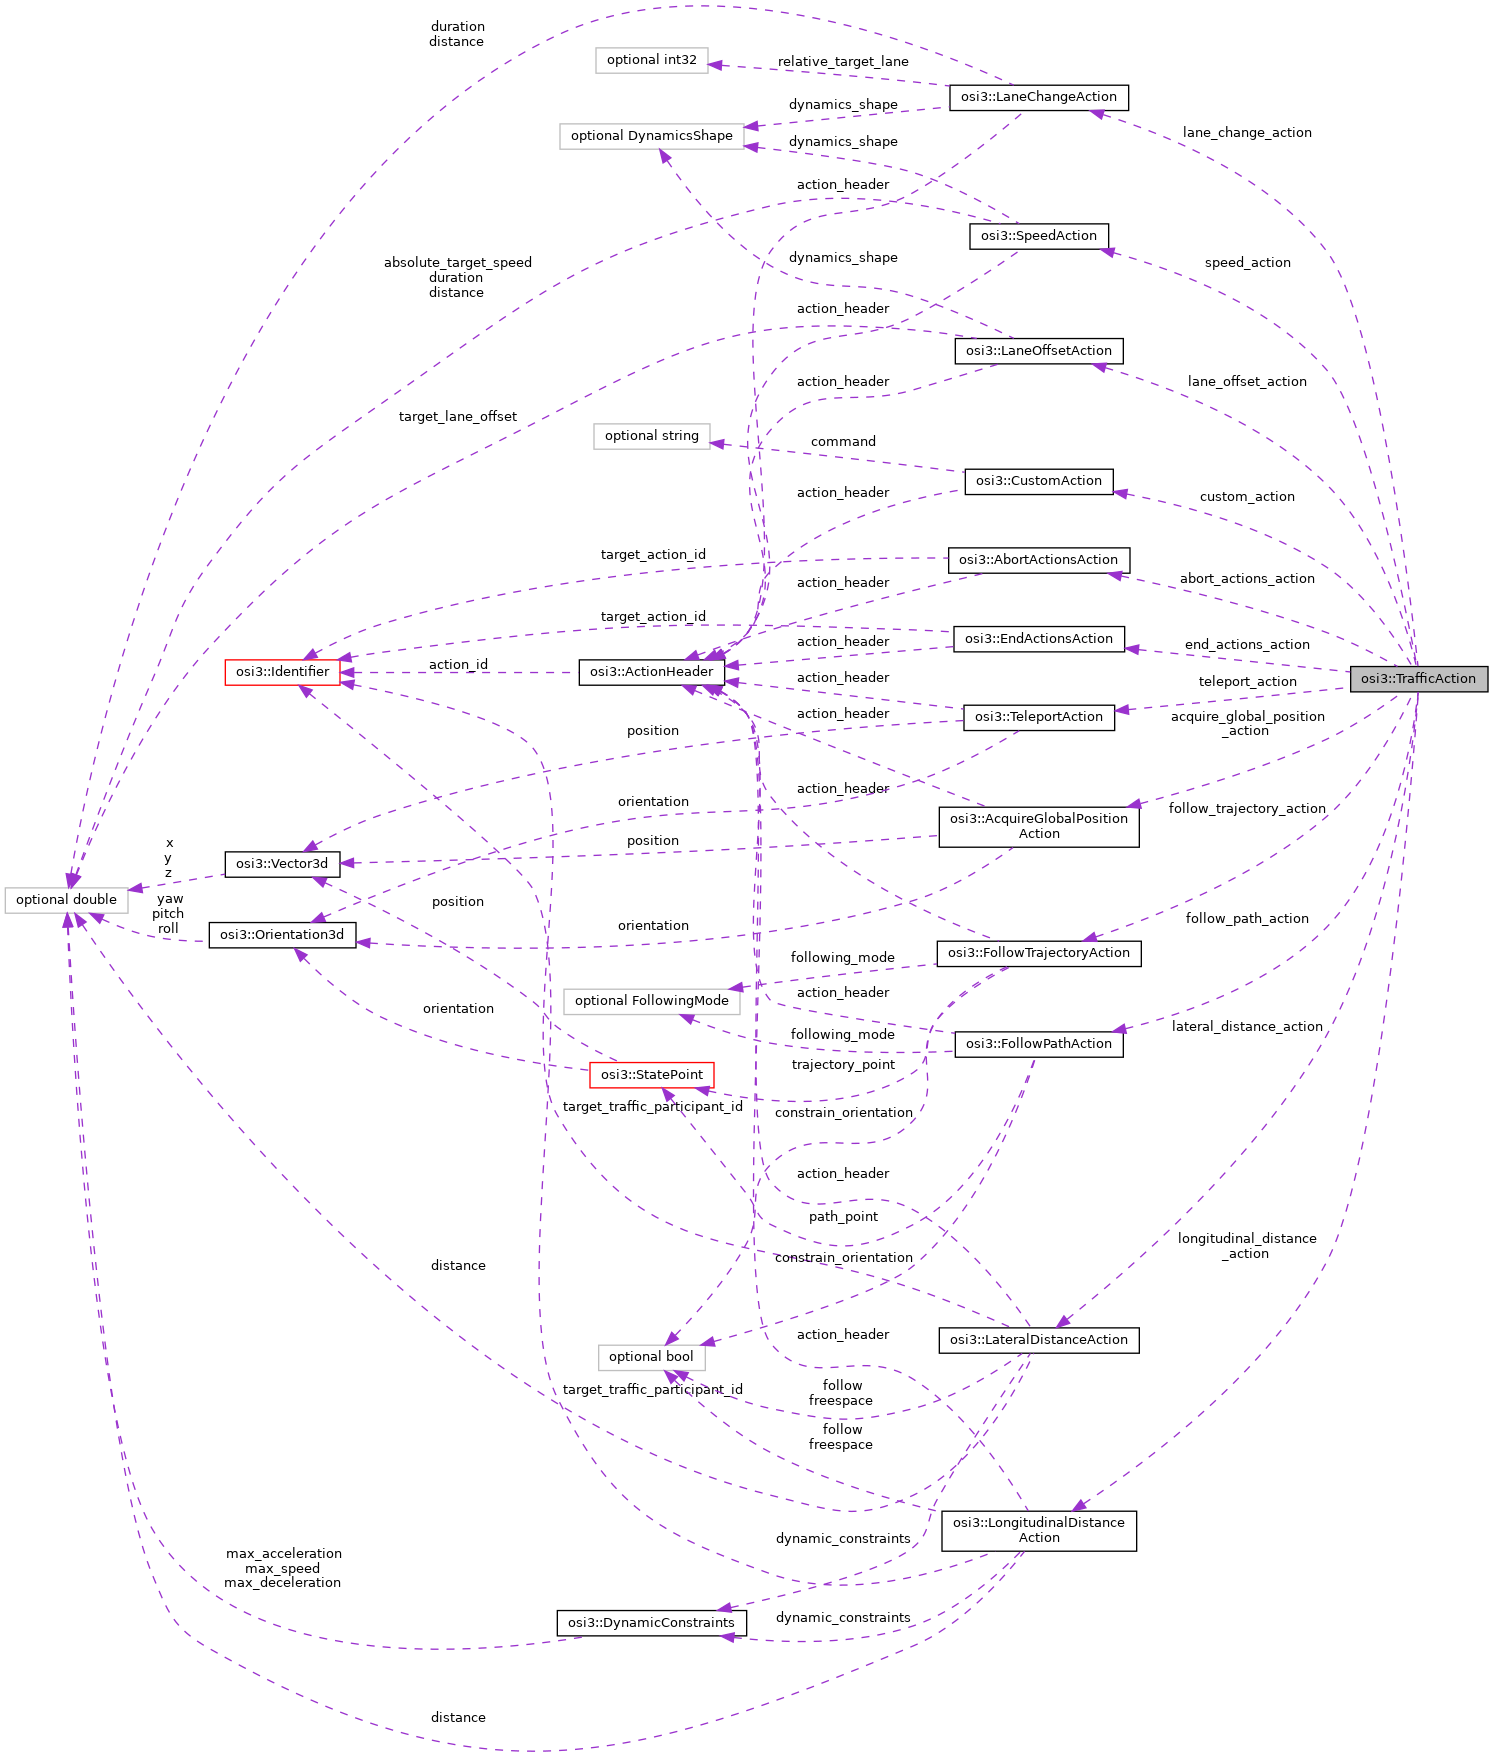 duration
distance
optional int32
relative_target_lane
osi3::LaneChangeAction
dynamics_shape
optional DynamicsShape
lane_change_action
dynamics_shape
action_header
osi3::SpeedAction
dynamics_shape
absolute_target_speed
duration
distance
speed_action
action_header
osi3::LaneOffsetAction
action_header
lane_offset_action
target_lane_offset
optional string
command
osi3::CustomAction
action_header
custom_action
target_action_id
osi3::AbortActionsAction
action_header
abort_actions_action
target_action_id
osi3::EndActionsAction
action_header
end_actions_action
osi3::Identifier
action_id
osi3::ActionHeader
action_header
teleport_action
osi3::TrafficAction
action_header
osi3::TeleportAction
acquire_global_position
_action
position
action_header
orientation
follow_trajectory_action
osi3::AcquireGlobalPosition
Action
position
x
y
z
osi3::Vector3d
optional double
yaw
pitch
roll
position
osi3::Orientation3d
orientation
follow_path_action
osi3::FollowTrajectoryAction
following_mode
optional FollowingMode
action_header
orientation
following_mode
lateral_distance_action
osi3::FollowPathAction
osi3::StatePoint
trajectory_point
target_traffic_participant_id
constrain_orientation
action_header
path_point
longitudinal_distance
_action
constrain_orientation
distance
action_header
osi3::LateralDistanceAction
optional bool
target_traffic_participant_id
follow
freespace
follow
freespace
osi3::LongitudinalDistance
Action
dynamic_constraints
max_acceleration
max_speed
max_deceleration
osi3::DynamicConstraints
dynamic_constraints
distance